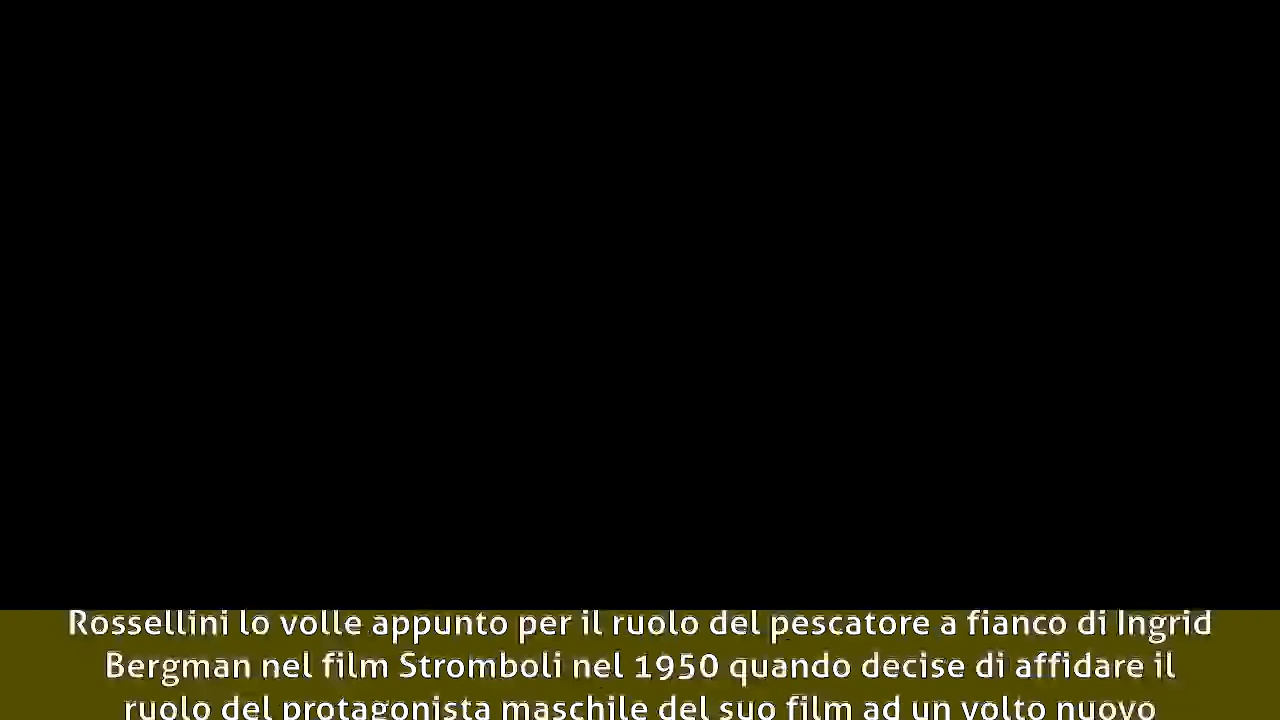 Rossellini lo volle appunto per il ruolo del pescatore a fianco di Ingrid
Bergman nel film Stromboli nel 1950 quando decise di affidare il
ruolo del protagonista maschile del suo film ad un volto nuovo